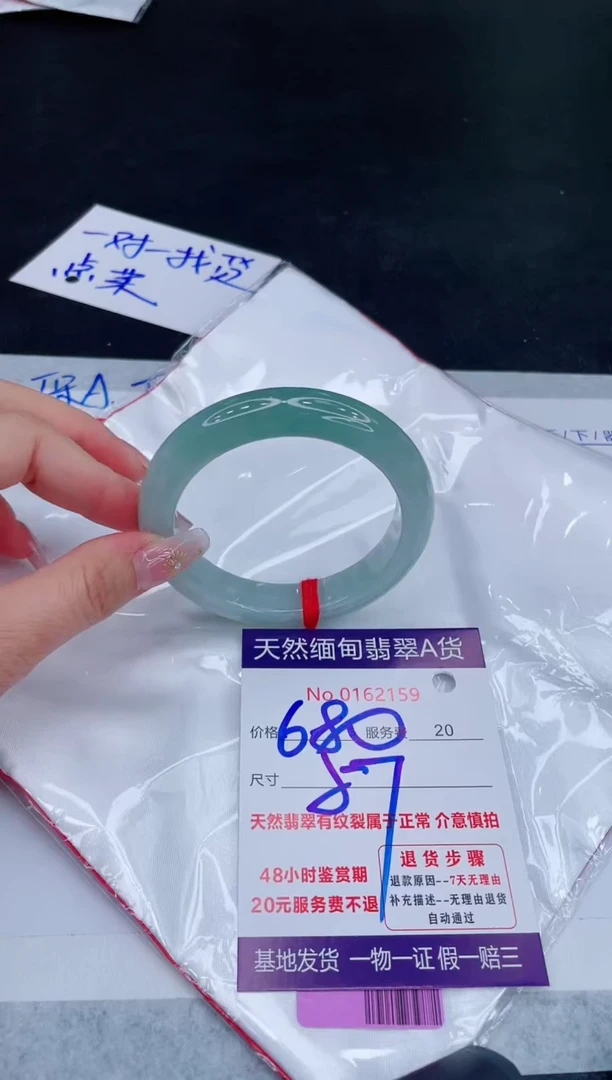 一对一找货
点菜
保A.
天然缅甸翡翠A货
No 0162159
价格 680 服务费 20
57
尺寸
天然翡翠有纹裂属于正常 介意慎拍
48小时鉴赏期
20元服务费不退
退货步骤
退款原因--7天无理由
补充描述--无理由退货
自动通过
基地发货 一物一证 假一赔三